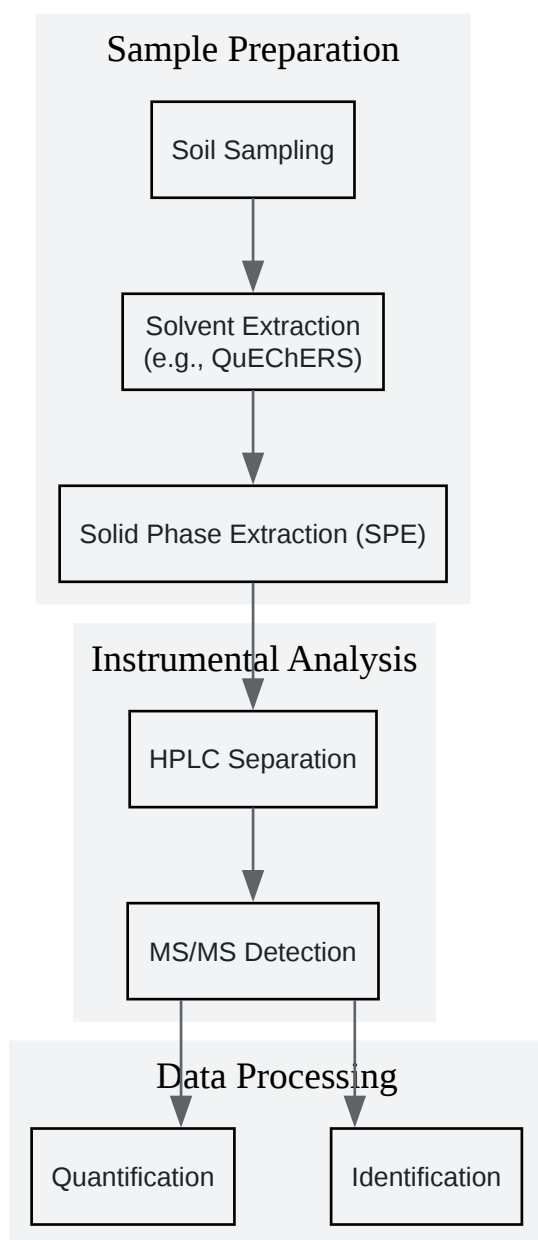 Sample Preparation
Soil Sampling
Solvent Extraction
(e.g., QuEChERS)
Solid Phase Extraction (SPE)
Instrumental Analysis
HPLC Separation
MS/MS Detection
Data Processing
Quantification
Identification